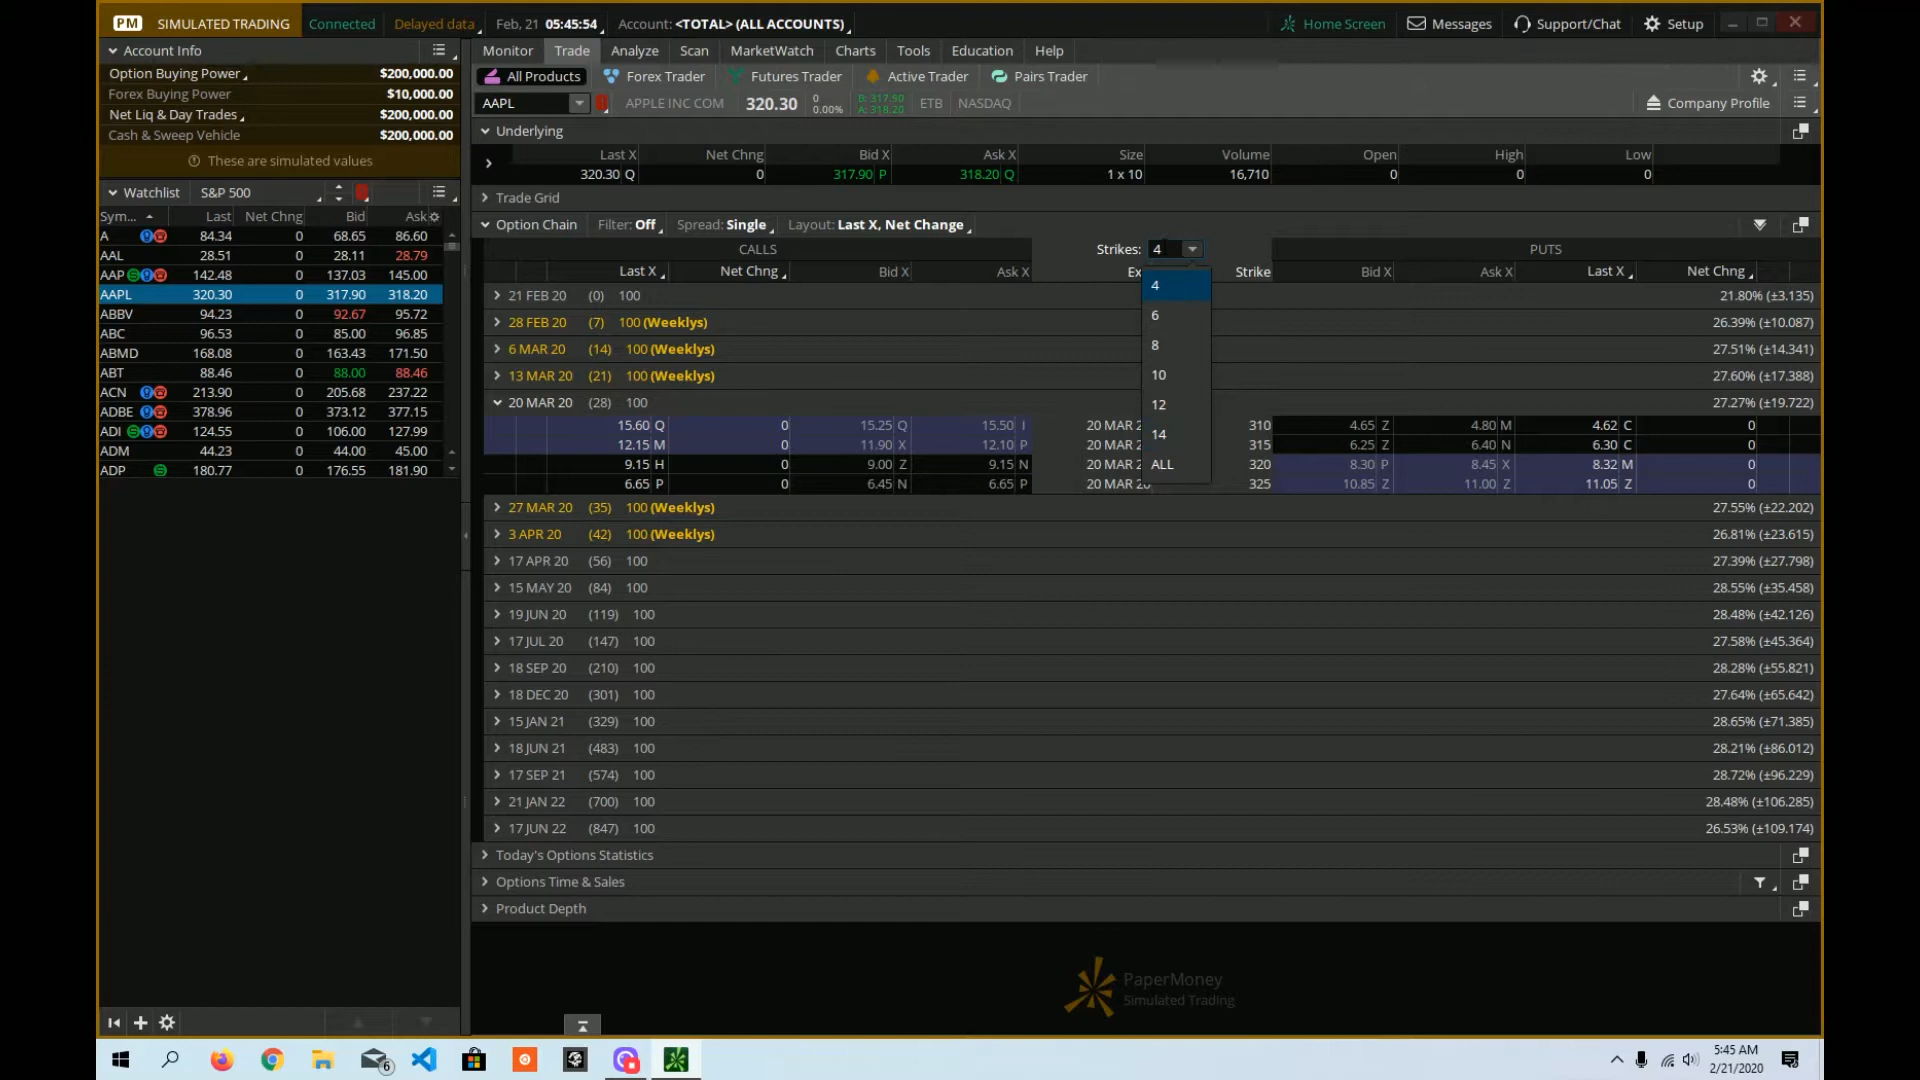 PM SIMULATED TRADING Connected Delayed data Feb, 21 05:45:54 Account: <TOTAL> (ALL ACCOUNTS) Home Screen Messages Support/Chat Setup
Account Info
Option Buying Power $200,000.00
Forex Buying Power $10,000.00
Net Liq & Day Trades $200,000.00
Cash & Sweep Vehicle $200,000.00
These are simulated values
Watchlist S&P 500
Sym... Last Net Chng Bid Ask
A 84.34 0 68.65 86.60
AAL 28.51 0 28.11 28.79
AAP 142.48 0 137.03 145.00
AAPL 320.30 0 317.90 318.20
ABBV 94.23 0 92.67 95.72
ABC 96.53 0 85.00 96.85
ABMD 168.08 0 163.43 171.50
ABT 88.46 0 88.00 88.46
ACN 213.90 0 205.68 237.22
ADBE 378.96 0 373.12 377.15
ADI 124.55 0 106.00 127.99
ADM 44.23 0 44.00 45.00
ADP 180.77 0 176.55 181.90
Monitor Trade Analyze Scan MarketWatch Charts Tools Education Help
All Products Forex Trader Futures Trader Active Trader Pairs Trader
AAPL APPLE INC COM 320.30 0 0.00% B: 317.90 A: 318.20 ETB NASDAQ Company Profile
Underlying
Last X Net Chng Bid X Ask X Size Volume Open High Low
320.30 Q 0 317.90 P 318.20 Q 1 x 10 16,710 0 0 0
Trade Grid
Option Chain Filter: Off Spread: Single Layout: Last X, Net Change
CALLS Strikes: 4 PUTS
Last X Net Chng Bid X Ask X Ex Strike Bid X Ask X Last X Net Chng
4
6
8
10
12
14
ALL
21 FEB 20 (0) 100 21.80% (±3.135)
28 FEB 20 (7) 100 (Weeklys) 26.39% (±10.087)
6 MAR 20 (14) 100 (Weeklys) 27.51% (±14.341)
13 MAR 20 (21) 100 (Weeklys) 27.60% (±17.388)
20 MAR 20 (28) 100 27.27% (±19.722)
15.60 Q 0 15.25 Q 15.50 I 20 MAR 2 310 4.65 Z 4.80 M 4.62 C 0
12.15 M 0 11.90 X 12.10 P 20 MAR 2 315 6.25 Z 6.40 N 6.30 C 0
9.15 H 0 9.00 Z 9.15 N 20 MAR 2 320 8.30 P 8.45 X 8.32 M 0
6.65 P 0 6.45 N 6.65 P 20 MAR 20 325 10.85 Z 11.00 Z 11.05 Z 0
27 MAR 20 (35) 100 (Weeklys) 27.55% (±22.202)
3 APR 20 (42) 100 (Weeklys) 26.81% (±23.615)
17 APR 20 (56) 100 27.39% (±27.798)
15 MAY 20 (84) 100 28.55% (±35.458)
19 JUN 20 (119) 100 28.48% (±42.126)
17 JUL 20 (147) 100 27.58% (±45.364)
18 SEP 20 (210) 100 28.28% (±55.821)
18 DEC 20 (301) 100 27.64% (±65.642)
15 JAN 21 (329) 100 28.65% (±71.385)
18 JUN 21 (483) 100 28.21% (±86.012)
17 SEP 21 (574) 100 28.72% (±96.229)
21 JAN 22 (700) 100 28.48% (±106.285)
17 JUN 22 (847) 100 26.53% (±109.174)
Today's Options Statistics
Options Time & Sales
Product Depth
PaperMoney
Simulated Trading
6
5:45 AM
2/21/2020